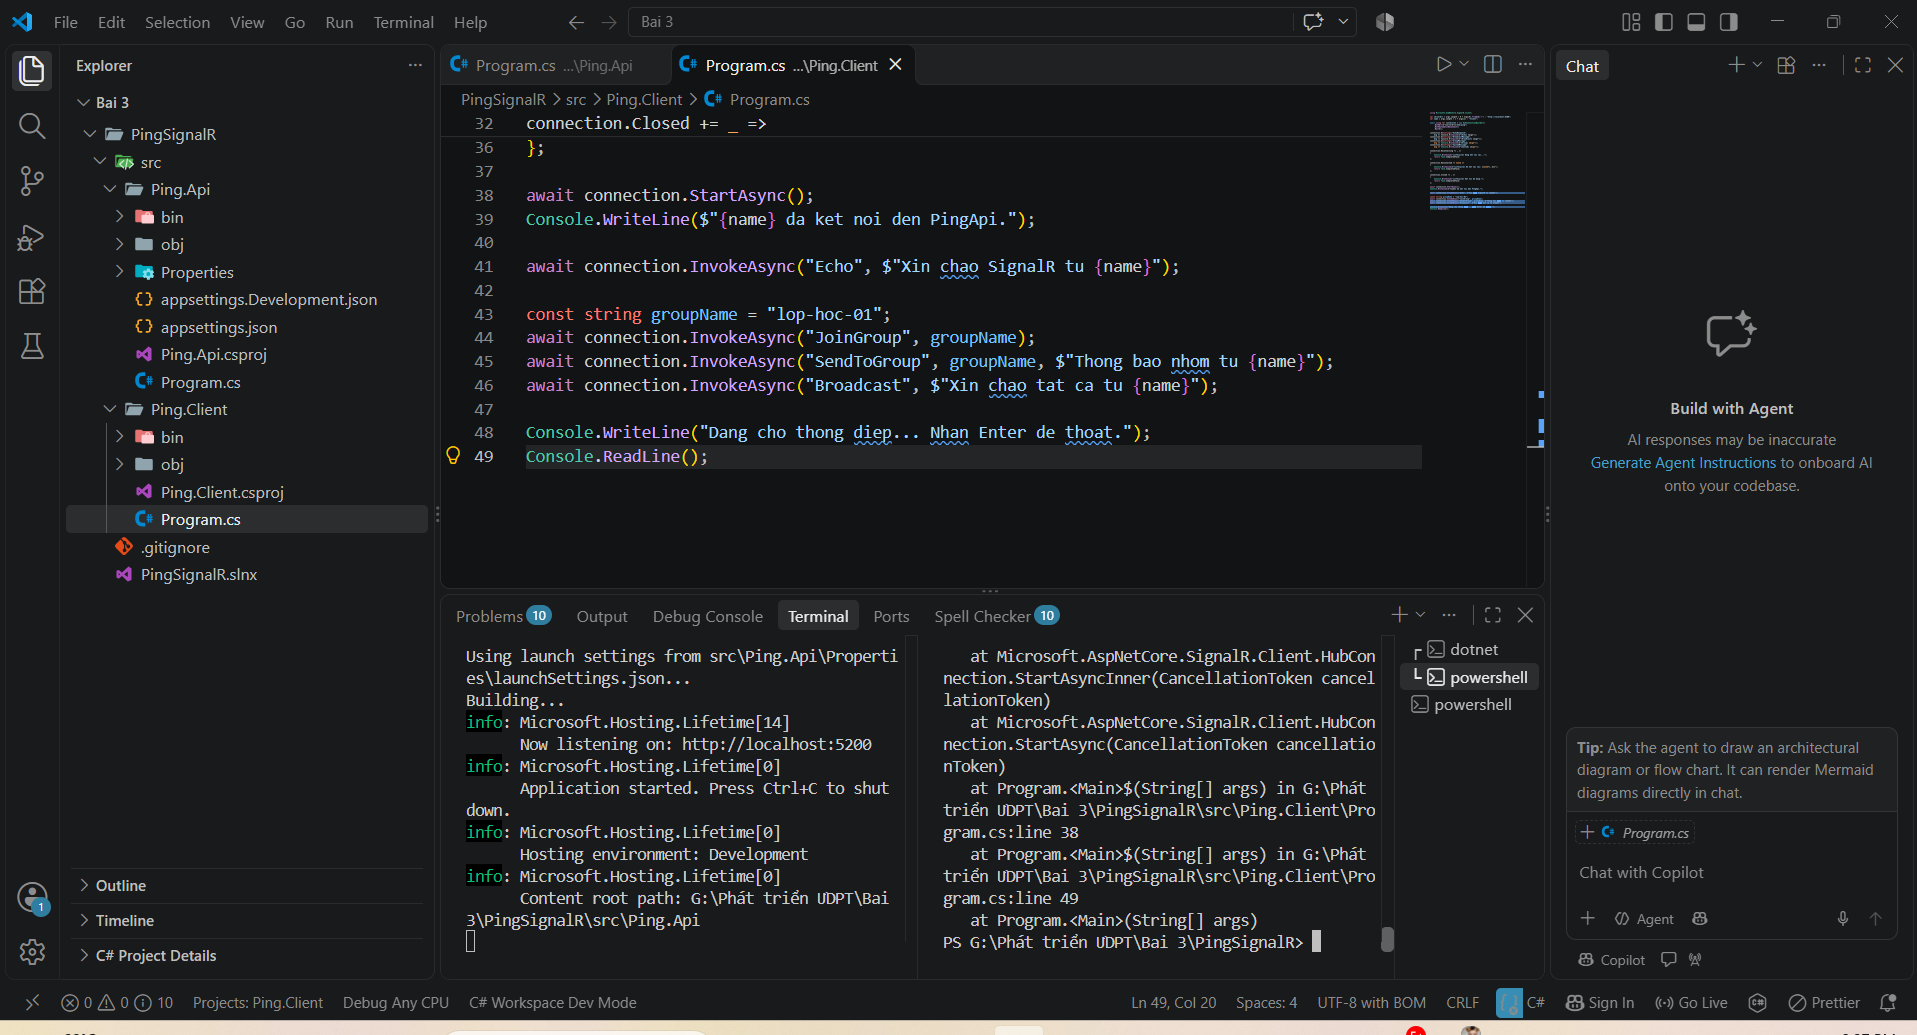 File Edit Selection View Go Run Terminal Help
Bai 3
Explorer
Bai 3
PingSignalR
src
Ping.Api
bin
obj
Properties
appsettings.Development.json
appsettings.json
Ping.Api.csproj
Program.cs
Ping.Client
bin
obj
Ping.Client.csproj
Program.cs
.gitignore
PingSignalR.slnx
Outline
Timeline
C# Project Details
Program.cs ...\Ping.Api
Program.cs ...\Ping.Client
PingSignalR > src > Ping.Client > Program.cs
32 connection.Closed += _ =>
36 };
37
38 await connection.StartAsync();
39 Console.WriteLine($"{name} da ket noi den PingApi.");
40
41 await connection.InvokeAsync("Echo", $"Xin chao SignalR tu {name}");
42
43 const string groupName = "lop-hoc-01";
44 await connection.InvokeAsync("JoinGroup", groupName);
45 await connection.InvokeAsync("SendToGroup", groupName, $"Thong bao nhom tu {name}");
46 await connection.InvokeAsync("Broadcast", $"Xin chao tat ca tu {name}");
47
48 Console.WriteLine("Dang cho thong diep... Nhan Enter de thoat.");
49 Console.ReadLine();
Problems 10 Output Debug Console Terminal Ports Spell Checker 10
Using launch settings from src\Ping.Api\Properti
es\launchSettings.json...
Building...
info: Microsoft.Hosting.Lifetime[14]
Now listening on: http://localhost:5200
info: Microsoft.Hosting.Lifetime[0]
Application started. Press Ctrl+C to shut
down.
info: Microsoft.Hosting.Lifetime[0]
Hosting environment: Development
info: Microsoft.Hosting.Lifetime[0]
Content root path: G:\Phát triển UDPT\Bai
3\PingSignalR\src\Ping.Api
at Microsoft.AspNetCore.SignalR.Client.HubCon
nection.StartAsyncInner(CancellationToken cancel
lationToken)
at Microsoft.AspNetCore.SignalR.Client.HubCon
nection.StartAsync(CancellationToken cancellatio
nToken)
at Program.<Main>$(String[] args) in G:\Phát
triển UDPT\Bai 3\PingSignalR\src\Ping.Client\Pro
gram.cs:line 38
at Program.<Main>$(String[] args) in G:\Phát
triển UDPT\Bai 3\PingSignalR\src\Ping.Client\Pro
gram.cs:line 49
at Program.<Main>(String[] args)
PS G:\Phát triển UDPT\Bai 3\PingSignalR>
dotnet
powershell
powershell
Chat
Build with Agent
AI responses may be inaccurate
Generate Agent Instructions to onboard AI
onto your codebase.
Tip: Ask the agent to draw an architectural
diagram or flow chart. It can render Mermaid
diagrams directly in chat.
Program.cs
Chat with Copilot
Agent
Copilot
1
0 0 10 Projects: Ping.Client Debug Any CPU C# Workspace Dev Mode Ln 49, Col 20 Spaces: 4 UTF-8 with BOM CRLF C# Sign In Go Live Prettier